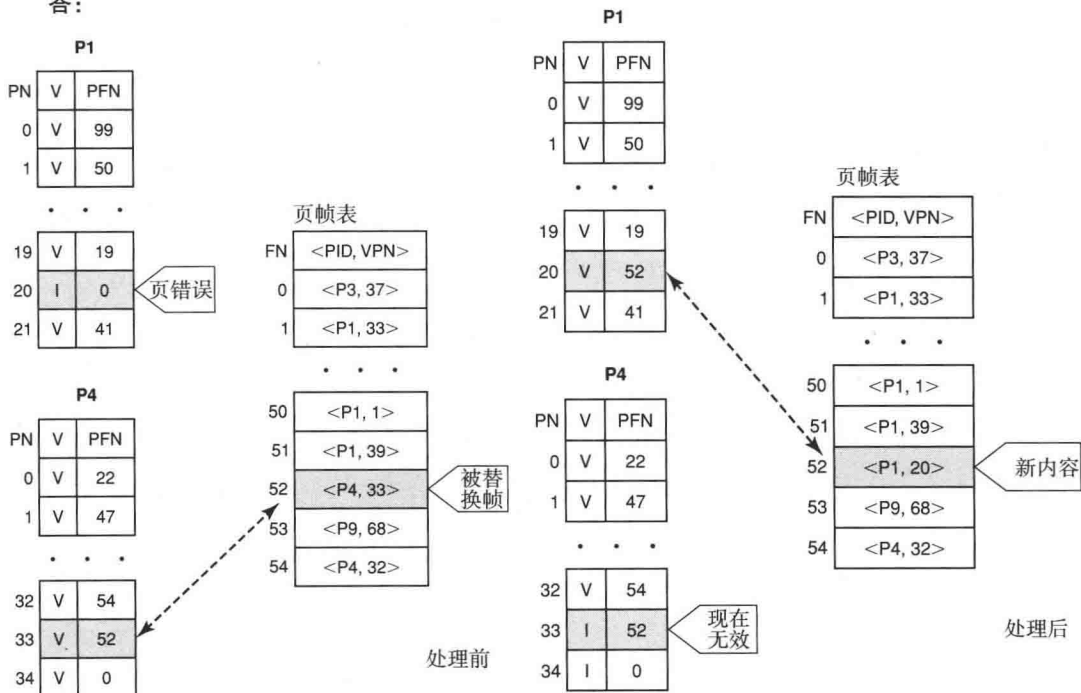 答：
P1
PN V PFN
0 V 99
1 V 50
· · ·
19 V 19
20 I 0 页错误
21 V 41
P4
PN V PFN
0 V 22
1 V 47
· · ·
32 V 54
33 V 52
34 V 0
页帧表
FN <PID, VPN>
0 <P3, 37>
1 <P1, 33>
· · ·
50 <P1, 1>
51 <P1, 39>
52 <P4, 33> 被替
换帧
53 <P9, 68>
54 <P4, 32>
处理前
P1
PN V PFN
0 V 99
1 V 50
· · ·
19 V 19
20 V 52
21 V 41
P4
PN V PFN
0 V 22
1 V 47
· · ·
32 V 54
33 I 52 现在
无效
34 I 0
页帧表
FN <PID, VPN>
0 <P3, 37>
1 <P1, 33>
· · ·
50 <P1, 1>
51 <P1, 39>
52 <P1, 20> 新内容
53 <P9, 68>
54 <P4, 32>
处理后